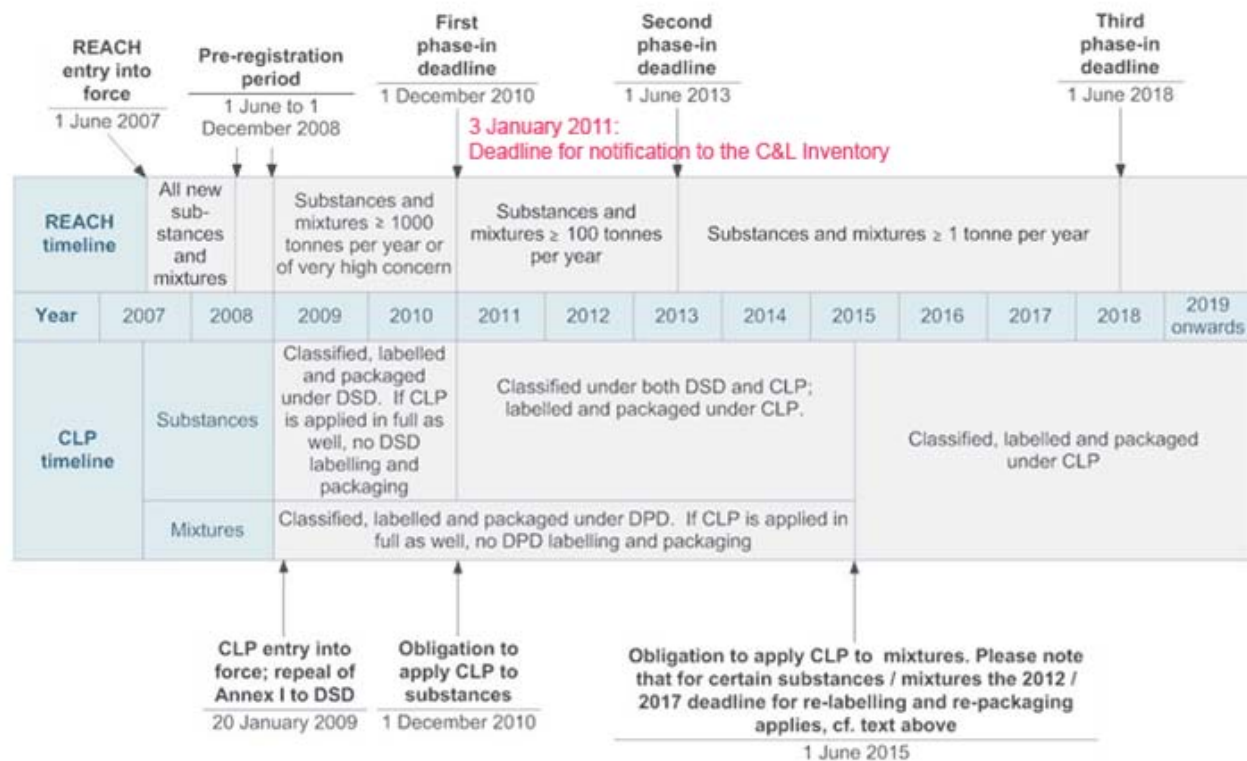 REACH
entry into
force
1 June 2007
Pre-registration
period
1 June to 1
December 2008
First
phase-in
deadline
1 December 2010
Second
phase-in
deadline
1 June 2013
Third
phase-in
deadline
1 June 2018
3 January 2011:
Deadline for notification to the C&L Inventory
REACH
timeline
All new
sub-
stances
and
mixtures
Substances and
mixtures ≥ 1000
tonnes per year or
of very high concern
Substances and
mixtures ≥ 100 tonnes
per year
Substances and mixtures ≥ 1 tonne per year
Year
2007
2008
2009
2010
2011
2012
2013
2014
2015
2016
2017
2018
2019
onwards
CLP
timeline
Substances
Classified, labelled
and packaged
under DSD. If CLP
is applied in full as
well, no DSD
labelling and
packaging
Classified under both DSD and CLP;
labelled and packaged under CLP.
Classified, labelled and packaged
under CLP
Mixtures
Classified, labelled and packaged under DPD. If CLP is applied in
full as well, no DPD labelling and packaging
CLP entry into
force; repeal of
Annex I to DSD
20 January 2009
Obligation to
apply CLP to
substances
1 December 2010
Obligation to apply CLP to mixtures. Please note
that for certain substances / mixtures the 2012 /
2017 deadline for re-labelling and re-packaging
applies, cf. text above
1 June 2015